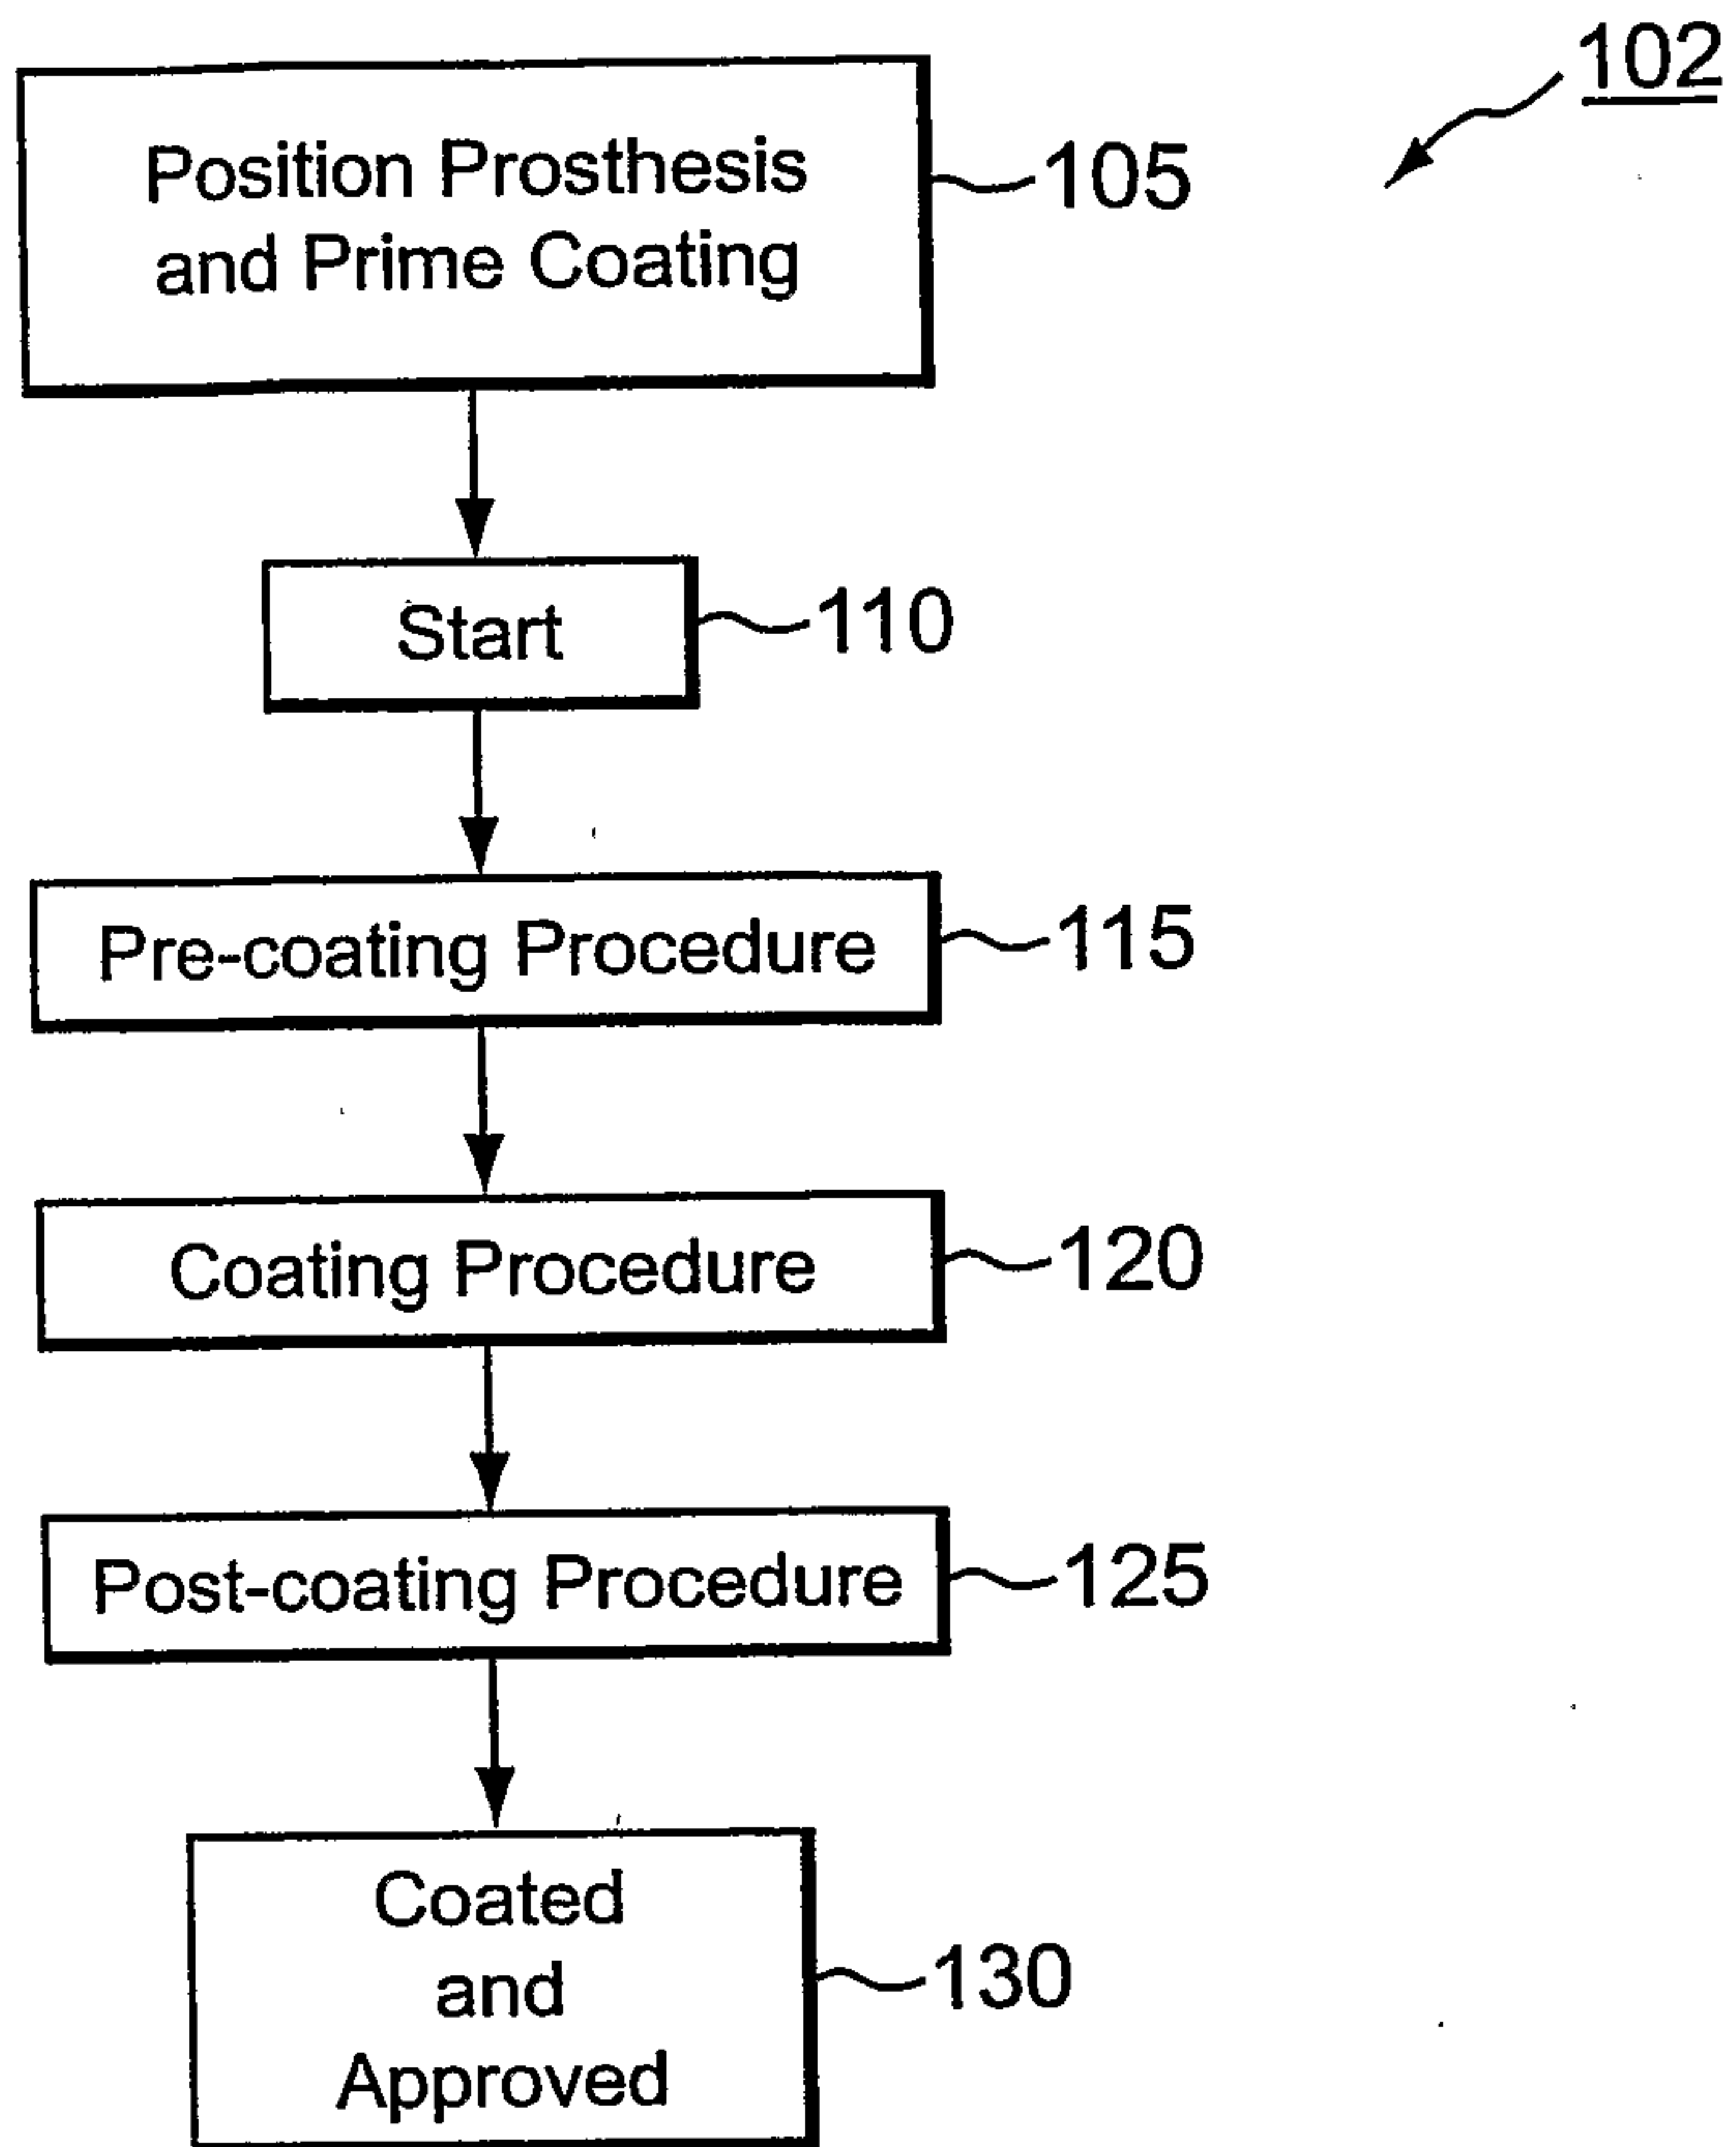 102
Position Prosthesis
and Prime Coating
105
Start
110
Pre-coating Procedure
115
Coating Procedure
120
Post-coating Procedure
125
Coated
and
Approved
130